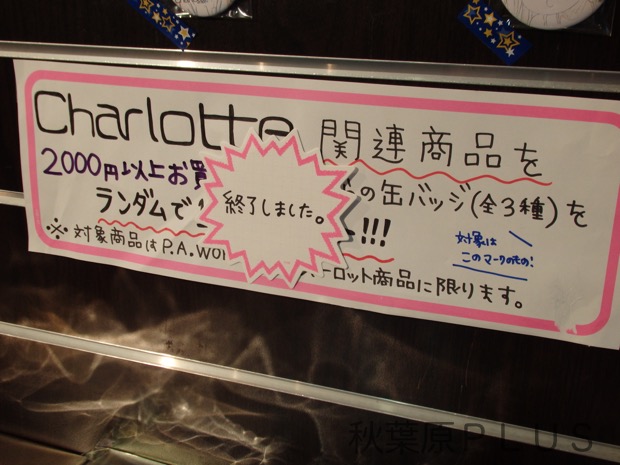 Charlotte 関連商品を
2000円以上お買
の缶バッジ(全3種)を
ランダムで
!!!
終了しました。
※対象商品はP.A.WO
ーロット商品に限ります。
対象は
このマークのもの!
秋葉原PLUS